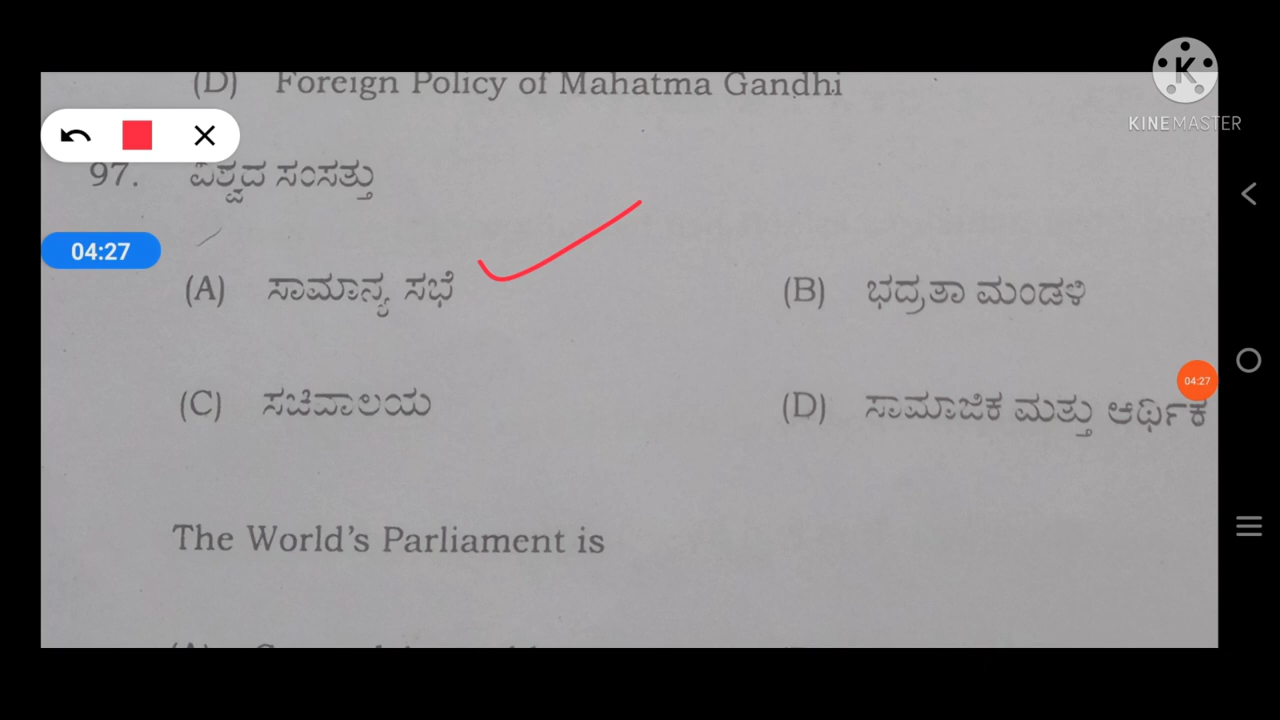 (D) Foreign Policy of Mahatma Gandhi
KINEMASTER
97. ವಿಶ್ವದ ಸಂಸತ್ತು
04:27
(A) ಸಾಮಾನ್ಯ ಸಭೆ (B) ಭದ್ರತಾ ಮಂಡಳಿ
04:27
(C) ಸಚಿವಾಲಯ (D) ಸಾಮಾಜಿಕ ಮತ್ತು ಆರ್ಥಿಕ
The World's Parliament is